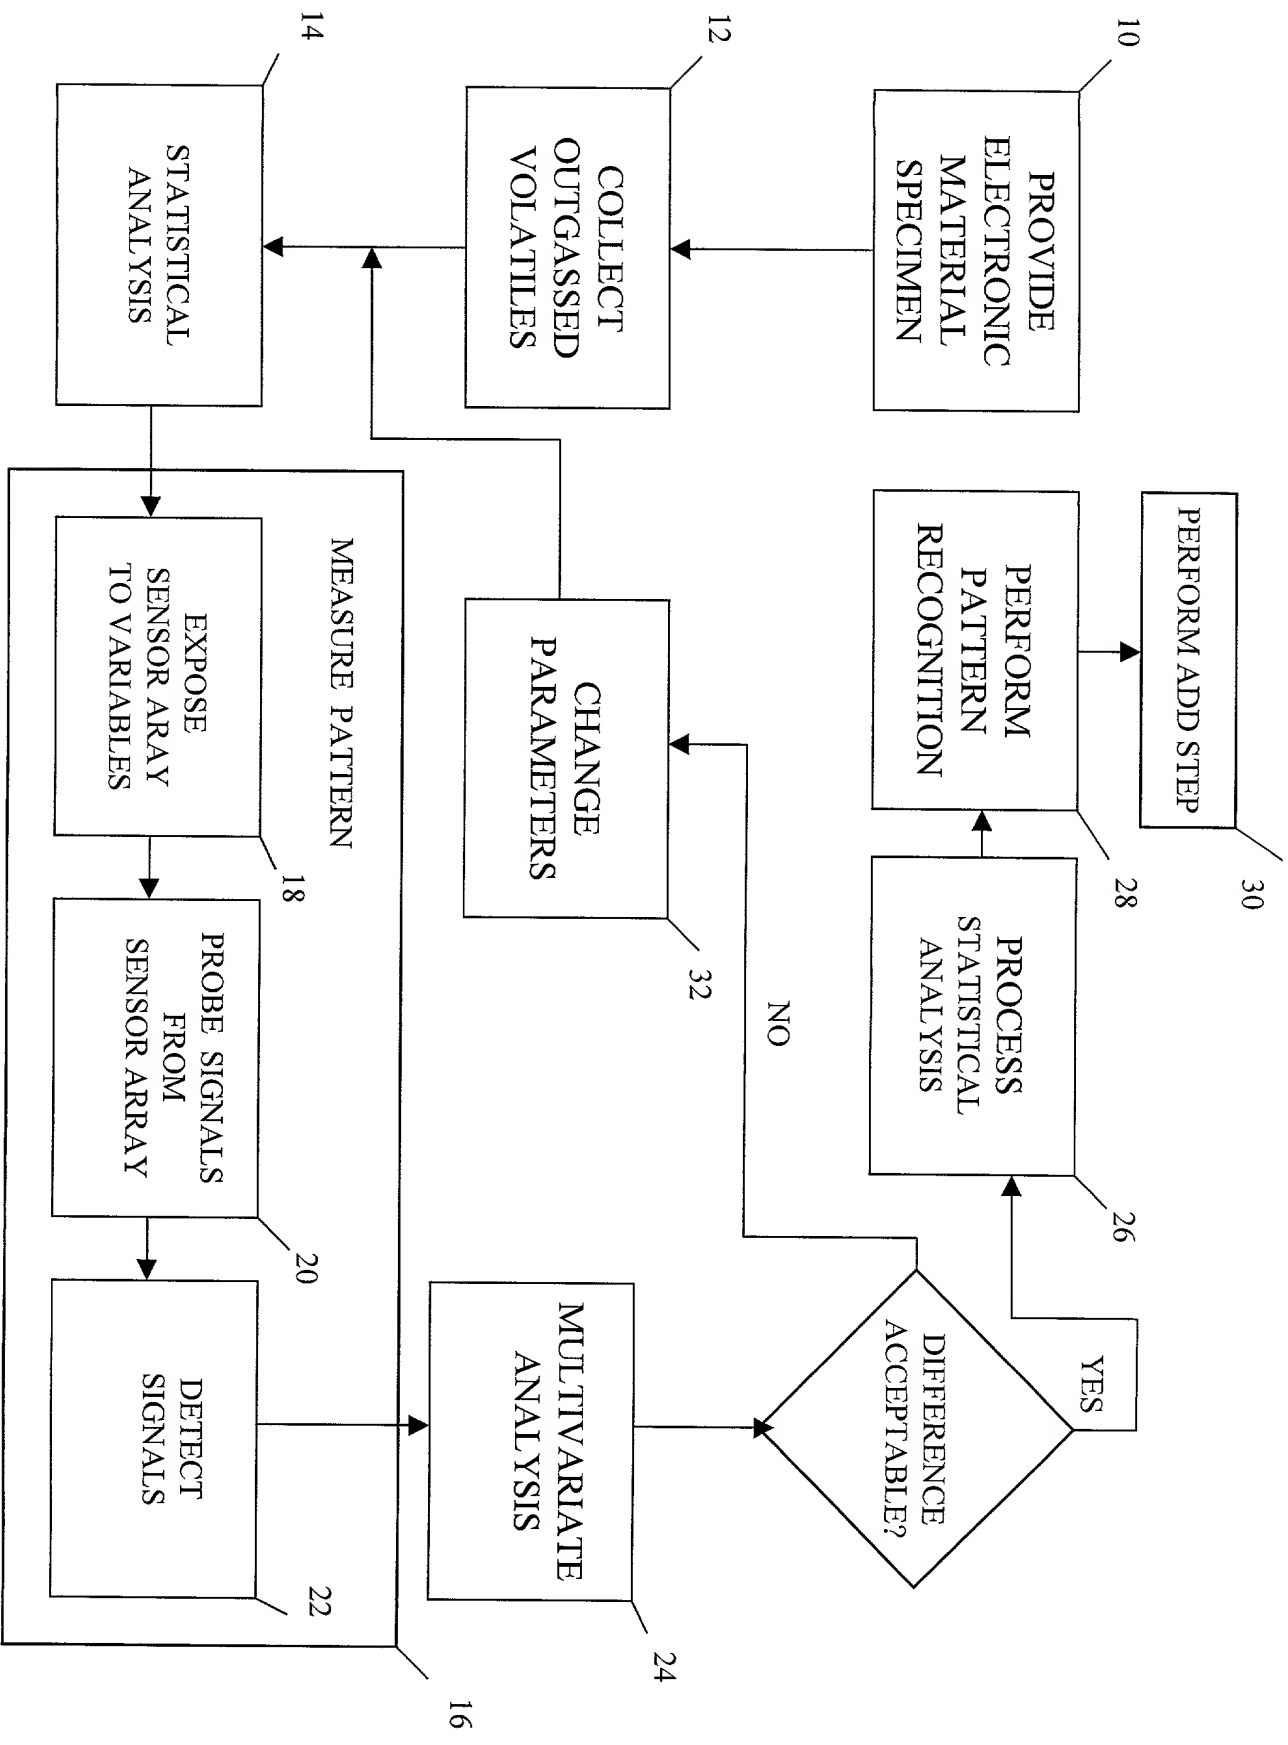 10
PROVIDE
ELECTRONIC
MATERIAL
SPECIMEN
12
COLLECT
OUTGASSED
VOLATILES
14
STATISTICAL
ANALYSIS
MEASURE PATTERN
16
EXPOSE
SENSOR ARAY
TO VARIABLES
18
PROBE SIGNALS
FROM
SENSOR ARRAY
20
DETECT
SIGNALS
22
MULTIVARIATE
ANALYSIS
24
DIFFERENCE
ACCEPTABLE?
YES
NO
CHANGE
PARAMETERS
32
PROCESS
STATISTICAL
ANALYSIS
26
PERFORM
PATTERN
RECOGNITION
28
PERFORM ADD STEP
30